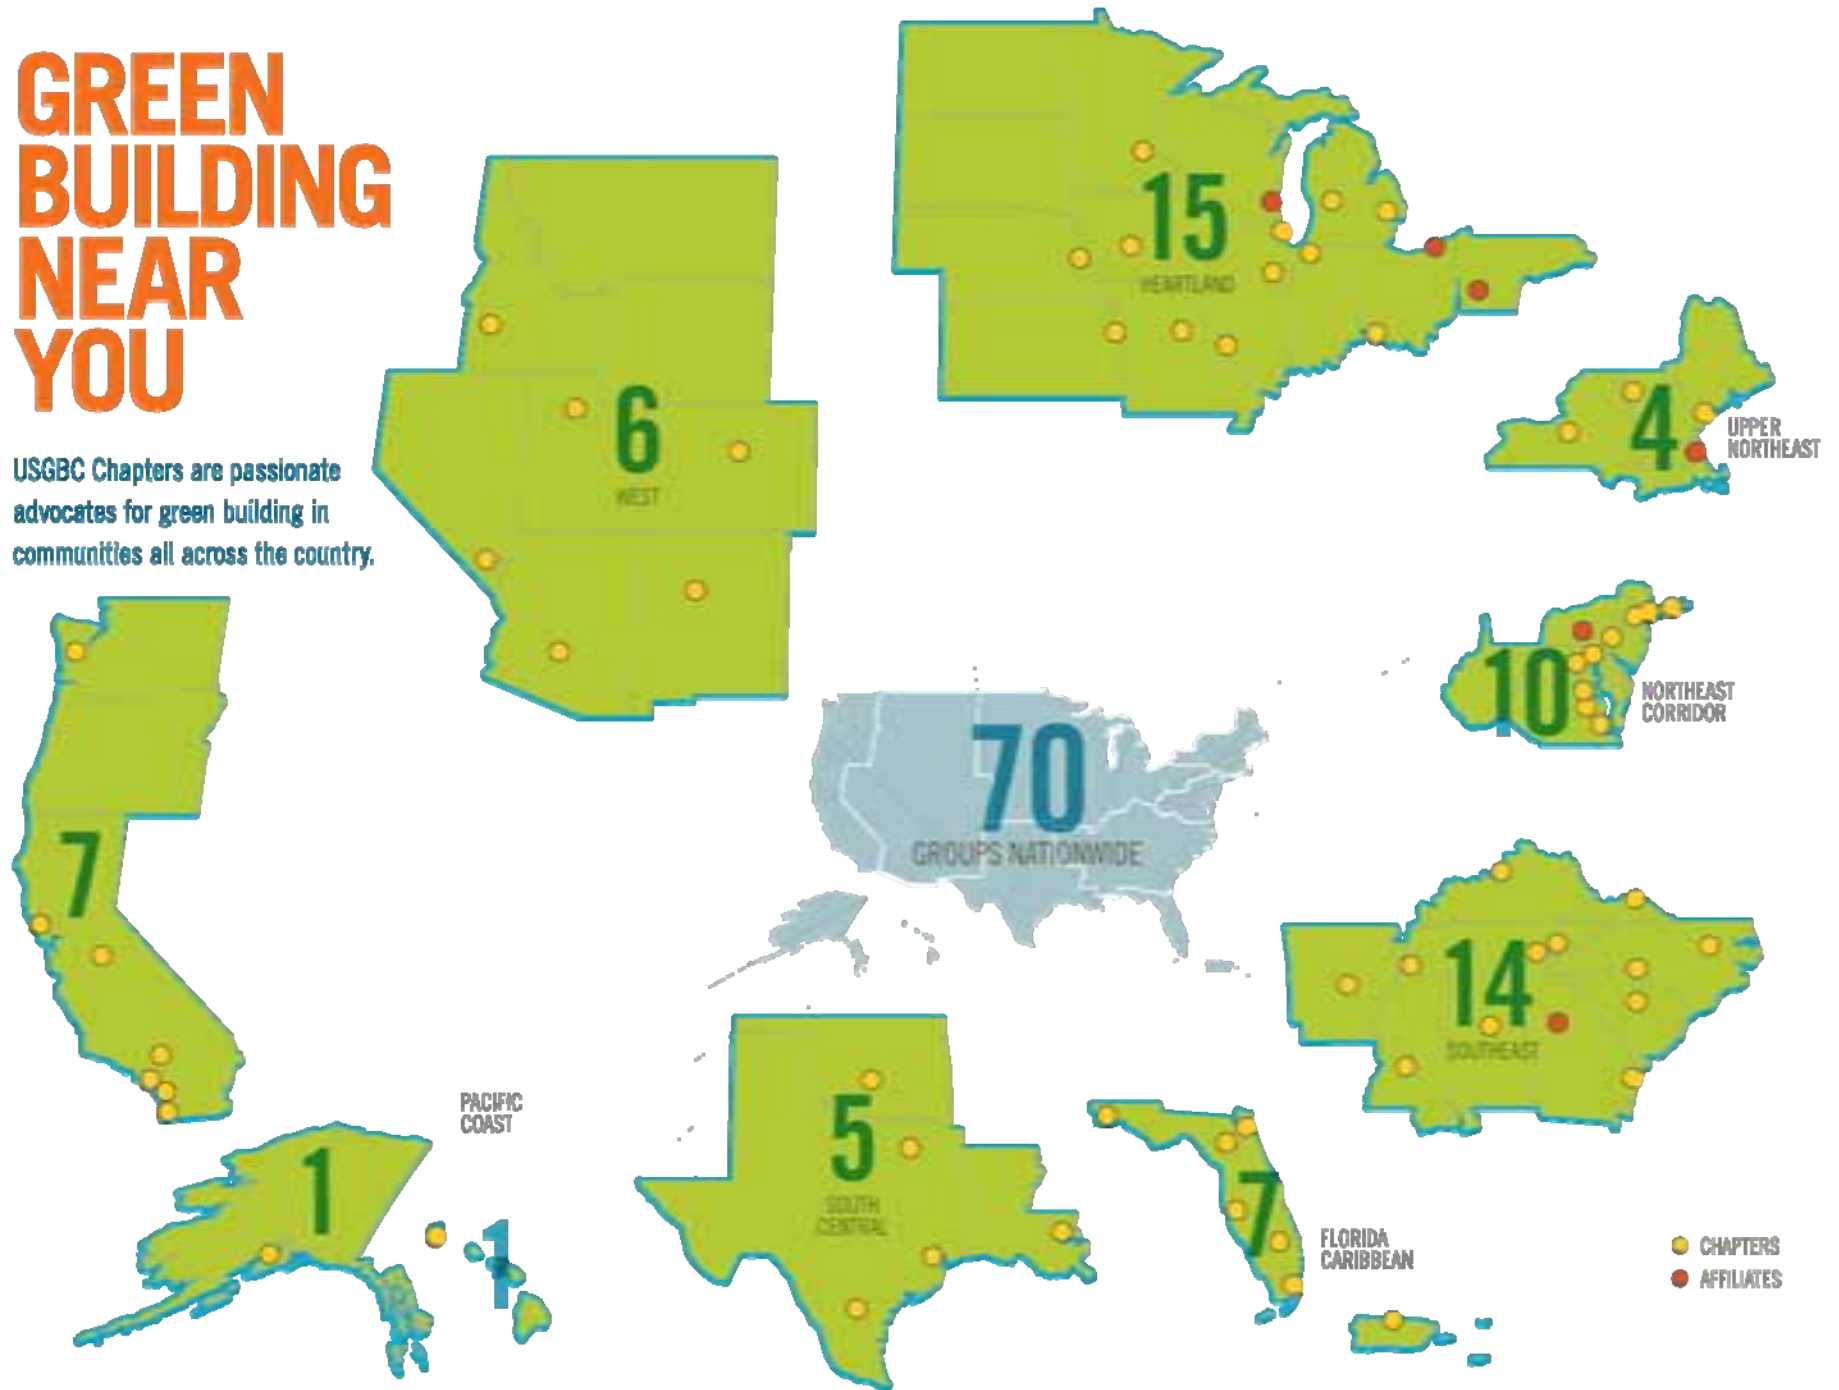 GREEN
BUILDING
NEAR
YOU
USGBC Chapters are passionate
advocates for green building in
communities all across the country.
6
WEST
15
HEARTLAND
4
UPPER
NORTHEAST
10
NORTHEAST
CORRIDOR
70
GROUPS NATIONWIDE
7
PACIFIC
COAST
1
1
5
SOUTH
CENTRAL
14
SOUTHEAST
7
FLORIDA
CARIBBEAN
CHAPTERS
AFFILIATES